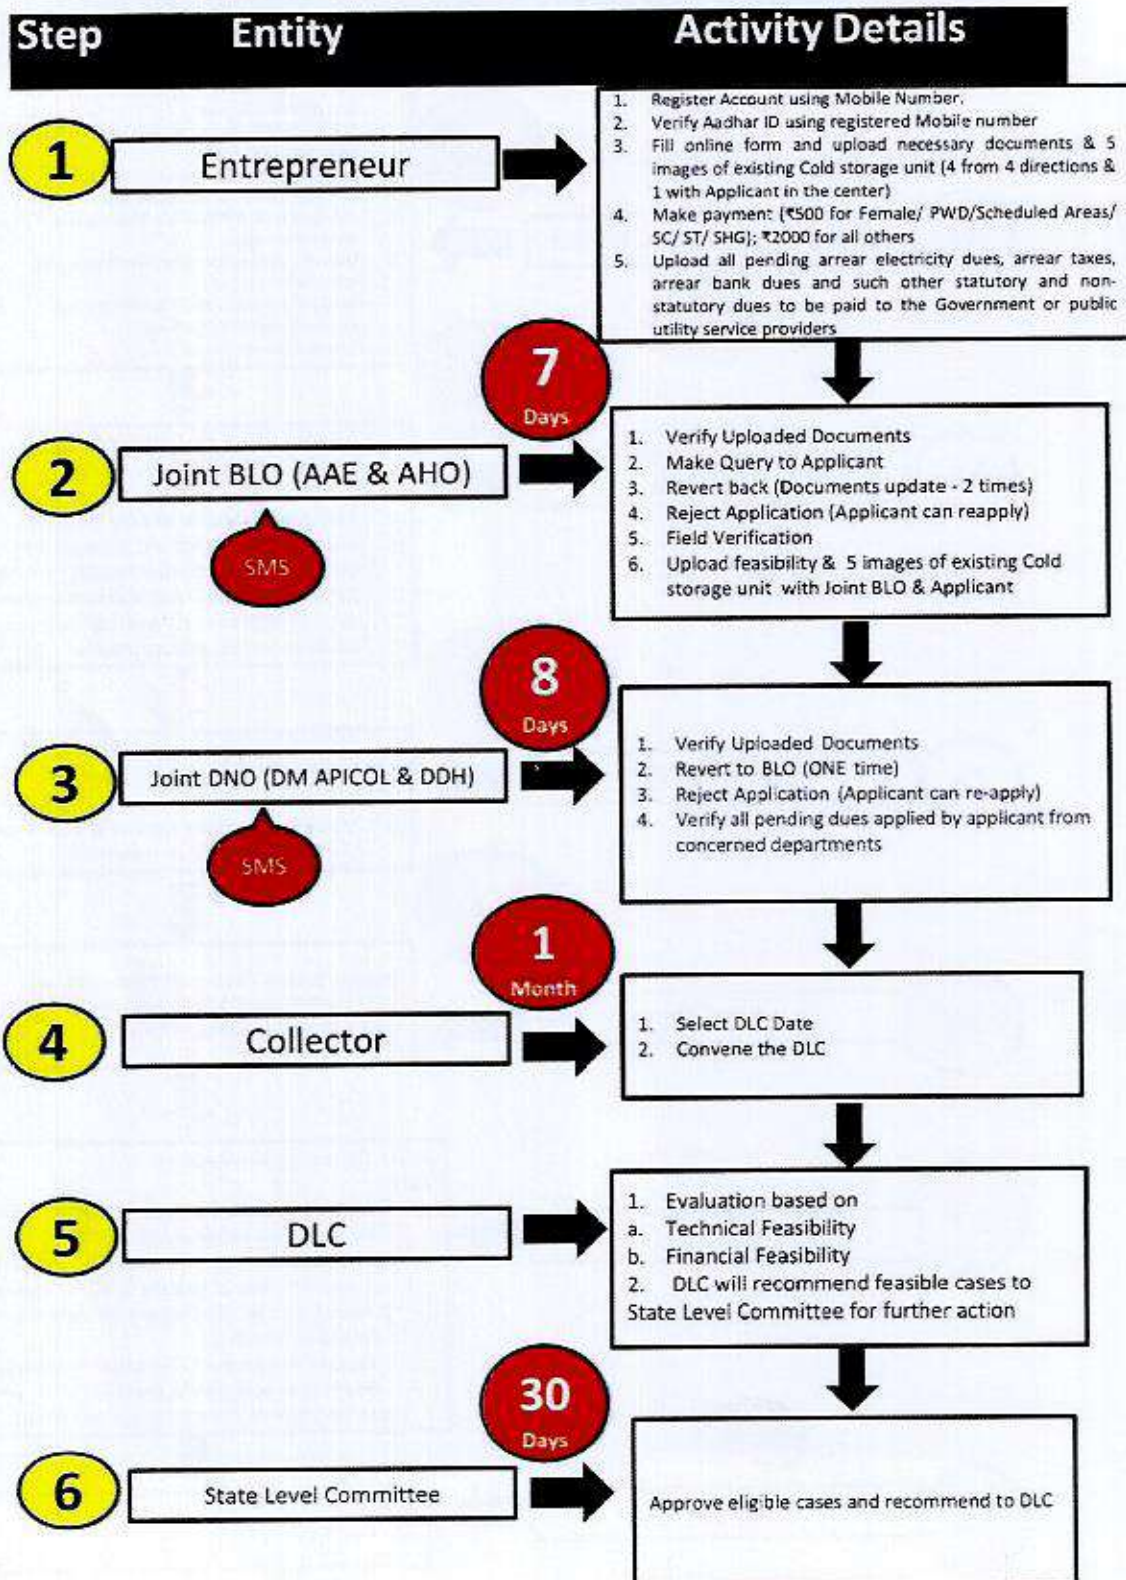 Step Entity Activity Details
1 Entrepreneur
1. Register Account using Mobile Number.
2. Verify Aadhar ID using registered Mobile number
3. Fill online form and upload necessary documents & 5
images of existing Cold storage unit (4 from 4 directions &
1 with Applicant in the center)
4. Make payment (₹500 for Female/ PWD/Scheduled Areas/
SC/ ST/ SHG); ₹2000 for all others
5. Upload all pending arrear electricity dues, arrear taxes,
arrear bank dues and such other statutory and non-
statutory dues to be paid to the Government or public
utility service providers
7
Days
2 Joint BLO (AAE & AHO)
SMS
1. Verify Uploaded Documents
2. Make Query to Applicant
3. Revert back (Documents update - 2 times)
4. Reject Application (Applicant can reapply)
5. Field Verification
6. Upload feasibility & 5 images of existing Cold
storage unit with Joint BLO & Applicant
8
Days
3 Joint DNO (DM APICOL & DDH)
SMS
1. Verify Uploaded Documents
2. Revert to BLO (ONE time)
3. Reject Application (Applicant can re-apply)
4. Verify all pending dues applied by applicant from
concerned departments
1
Month
4 Collector
1. Select DLC Date
2. Convene the DLC
5 DLC
1. Evaluation based on
a. Technical Feasibility
b. Financial Feasibility
2. DLC will recommend feasible cases to
State Level Committee for further action
30
Days
6 State Level Committee
Approve eligible cases and recommend to DLC